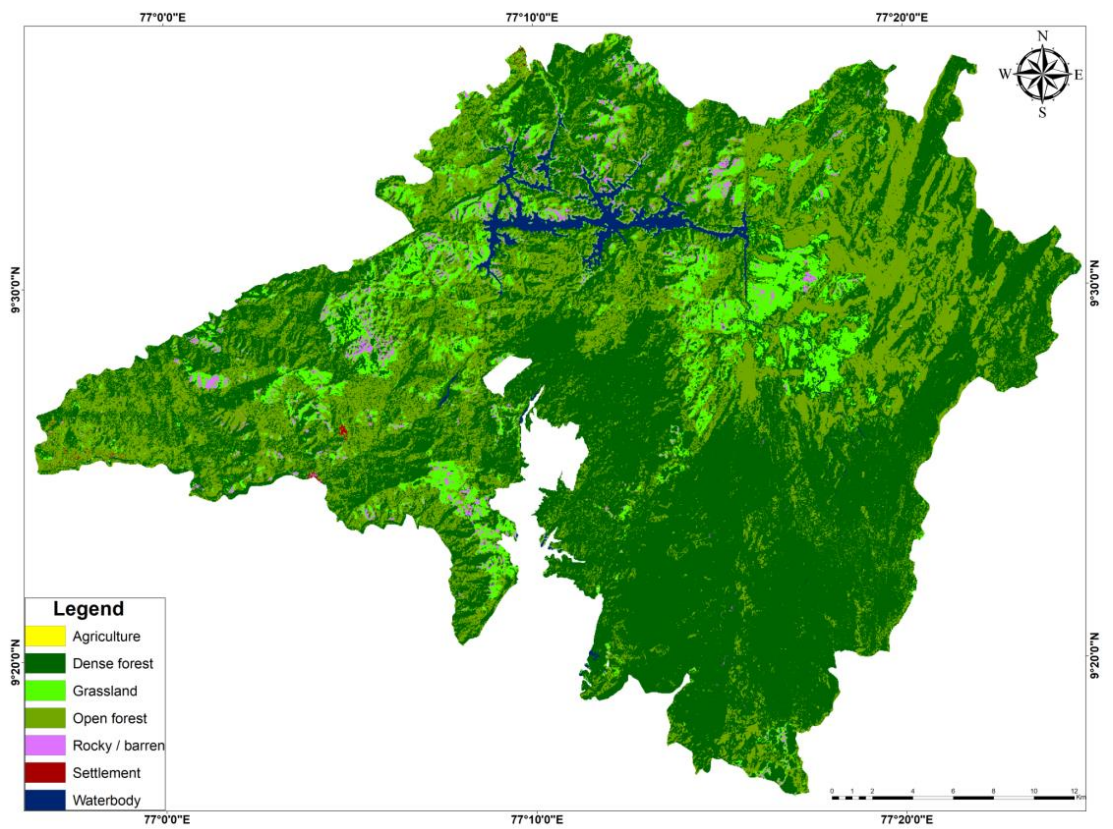 77°0'0"E 77°10'0"E 77°20'0"E
N
W E
S
9°30'0"N 9°30'0"N
9°20'0"N 9°20'0"N
Legend
Agriculture
Dense forest
Grassland
Open forest
Rocky / barren
Settlement
Waterbody
0 1 2 4 6 8 10 12
Km
77°0'0"E 77°10'0"E 77°20'0"E